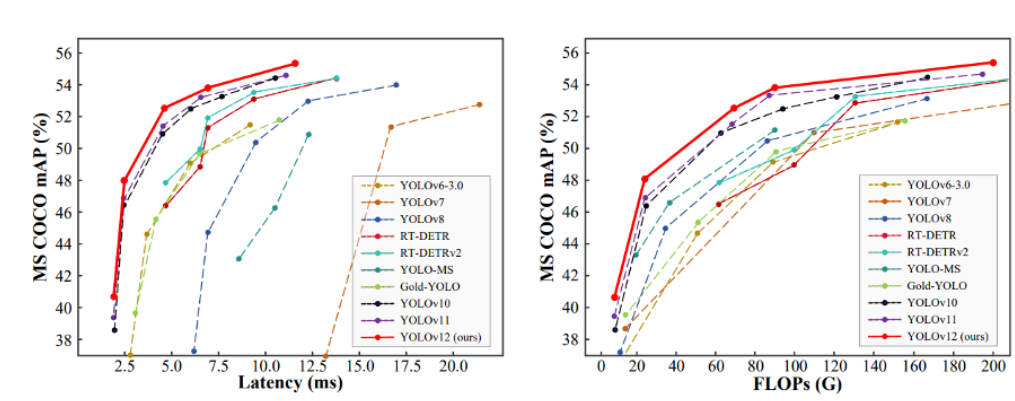 MS COCO mAP (%)
56
54
52
50
48
46
44
42
40
38
2.5
5.0
7.5
10.0
12.5
15.0
17.5
20.0
Latency (ms)
YOLOv6-3.0
YOLOv7
YOLOv8
RT-DETR
RT-DETRv2
YOLO-MS
Gold-YOLO
YOLOv10
YOLOv11
YOLOv12 (ours)
MS COCO mAP (%)
56
54
52
50
48
46
44
42
40
38
0
20
40
60
80
100
120
140
160
180
200
FLOPs (G)
YOLOv6-3.0
YOLOv7
YOLOv8
RT-DETR
RT-DETRv2
YOLO-MS
Gold-YOLO
YOLOv10
YOLOv11
YOLOv12 (ours)